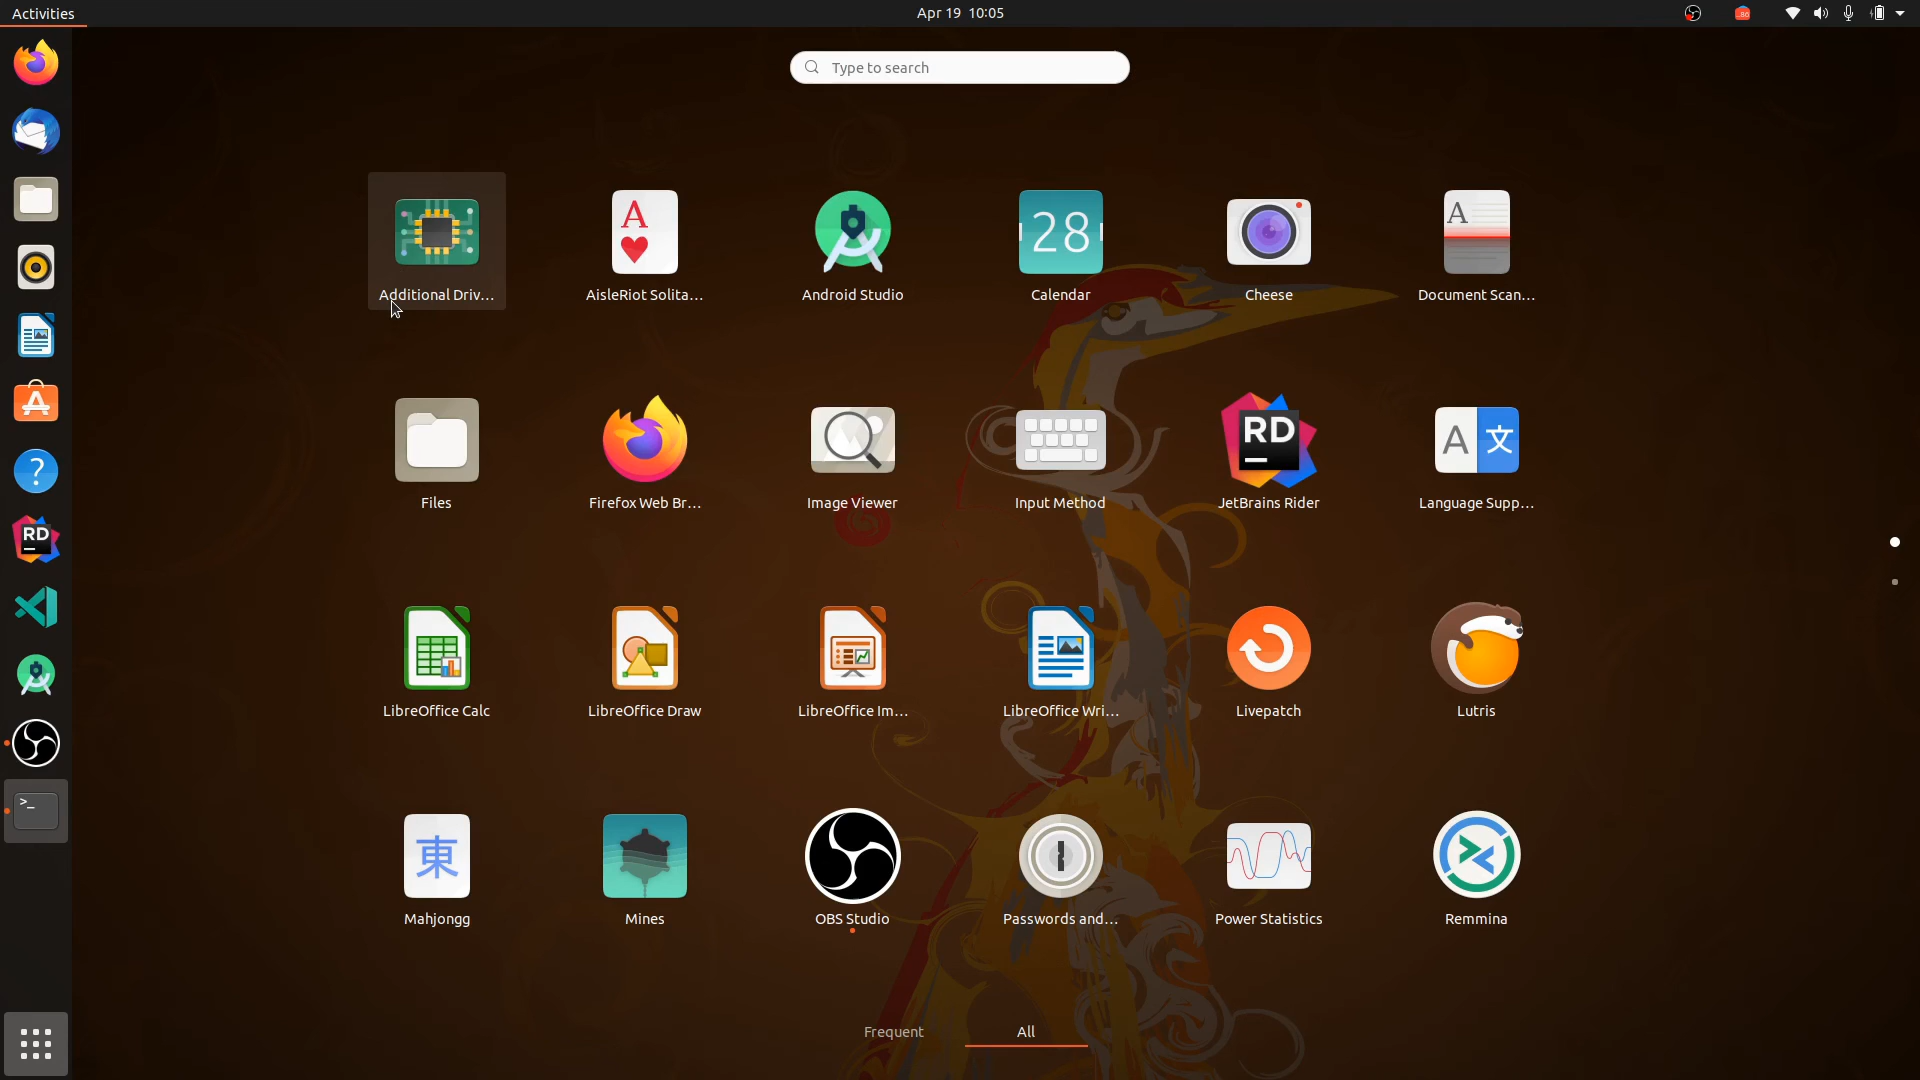 Activities
Apr 19 10:05
Type to search
Additional Driv...
AisleRiot Solita...
Android Studio
28
Calendar
Cheese
A
Document Scan...
Files
Firefox Web Br...
Image Viewer
Input Method
RD
JetBrains Rider
A 文
Language Supp...
RD
LibreOffice Calc
LibreOffice Draw
LibreOffice Im...
LibreOffice Wri...
Livepatch
Lutris
>_
東
Mahjongg
Mines
OBS Studio
Passwords and...
Power Statistics
Remmina
Frequent
All